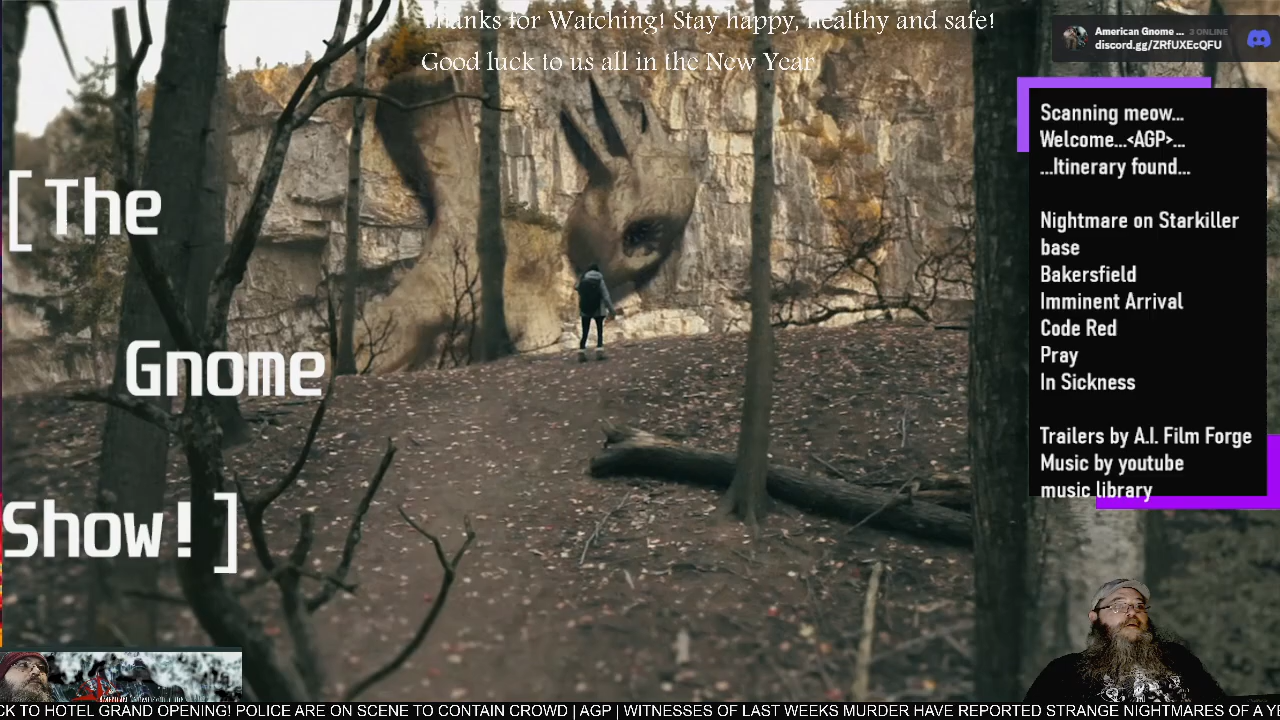 Thanks for Watching! Stay happy, healthy and safe!
Good luck to us all in the New Year
American Gnome ... 3 ONLINE
discord.gg/ZRfUXEcQFU
Scanning meow...
Welcome...<AGP>...
...Itinerary found...
Nightmare on Starkiller
base
Bakersfield
Imminent Arrival
Code Red
Pray
In Sickness
Trailers by A.I. Film Forge
Music by youtube
music library
[ The
Gnome
Show! ]
CK TO HOTEL GRAND OPENING! POLICE ARE ON SCENE TO CONTAIN CROWD | AGP | WITNESSES OF LAST WEEKS MURDER HAVE REPORTED STRANGE NIGHTMARES OF A